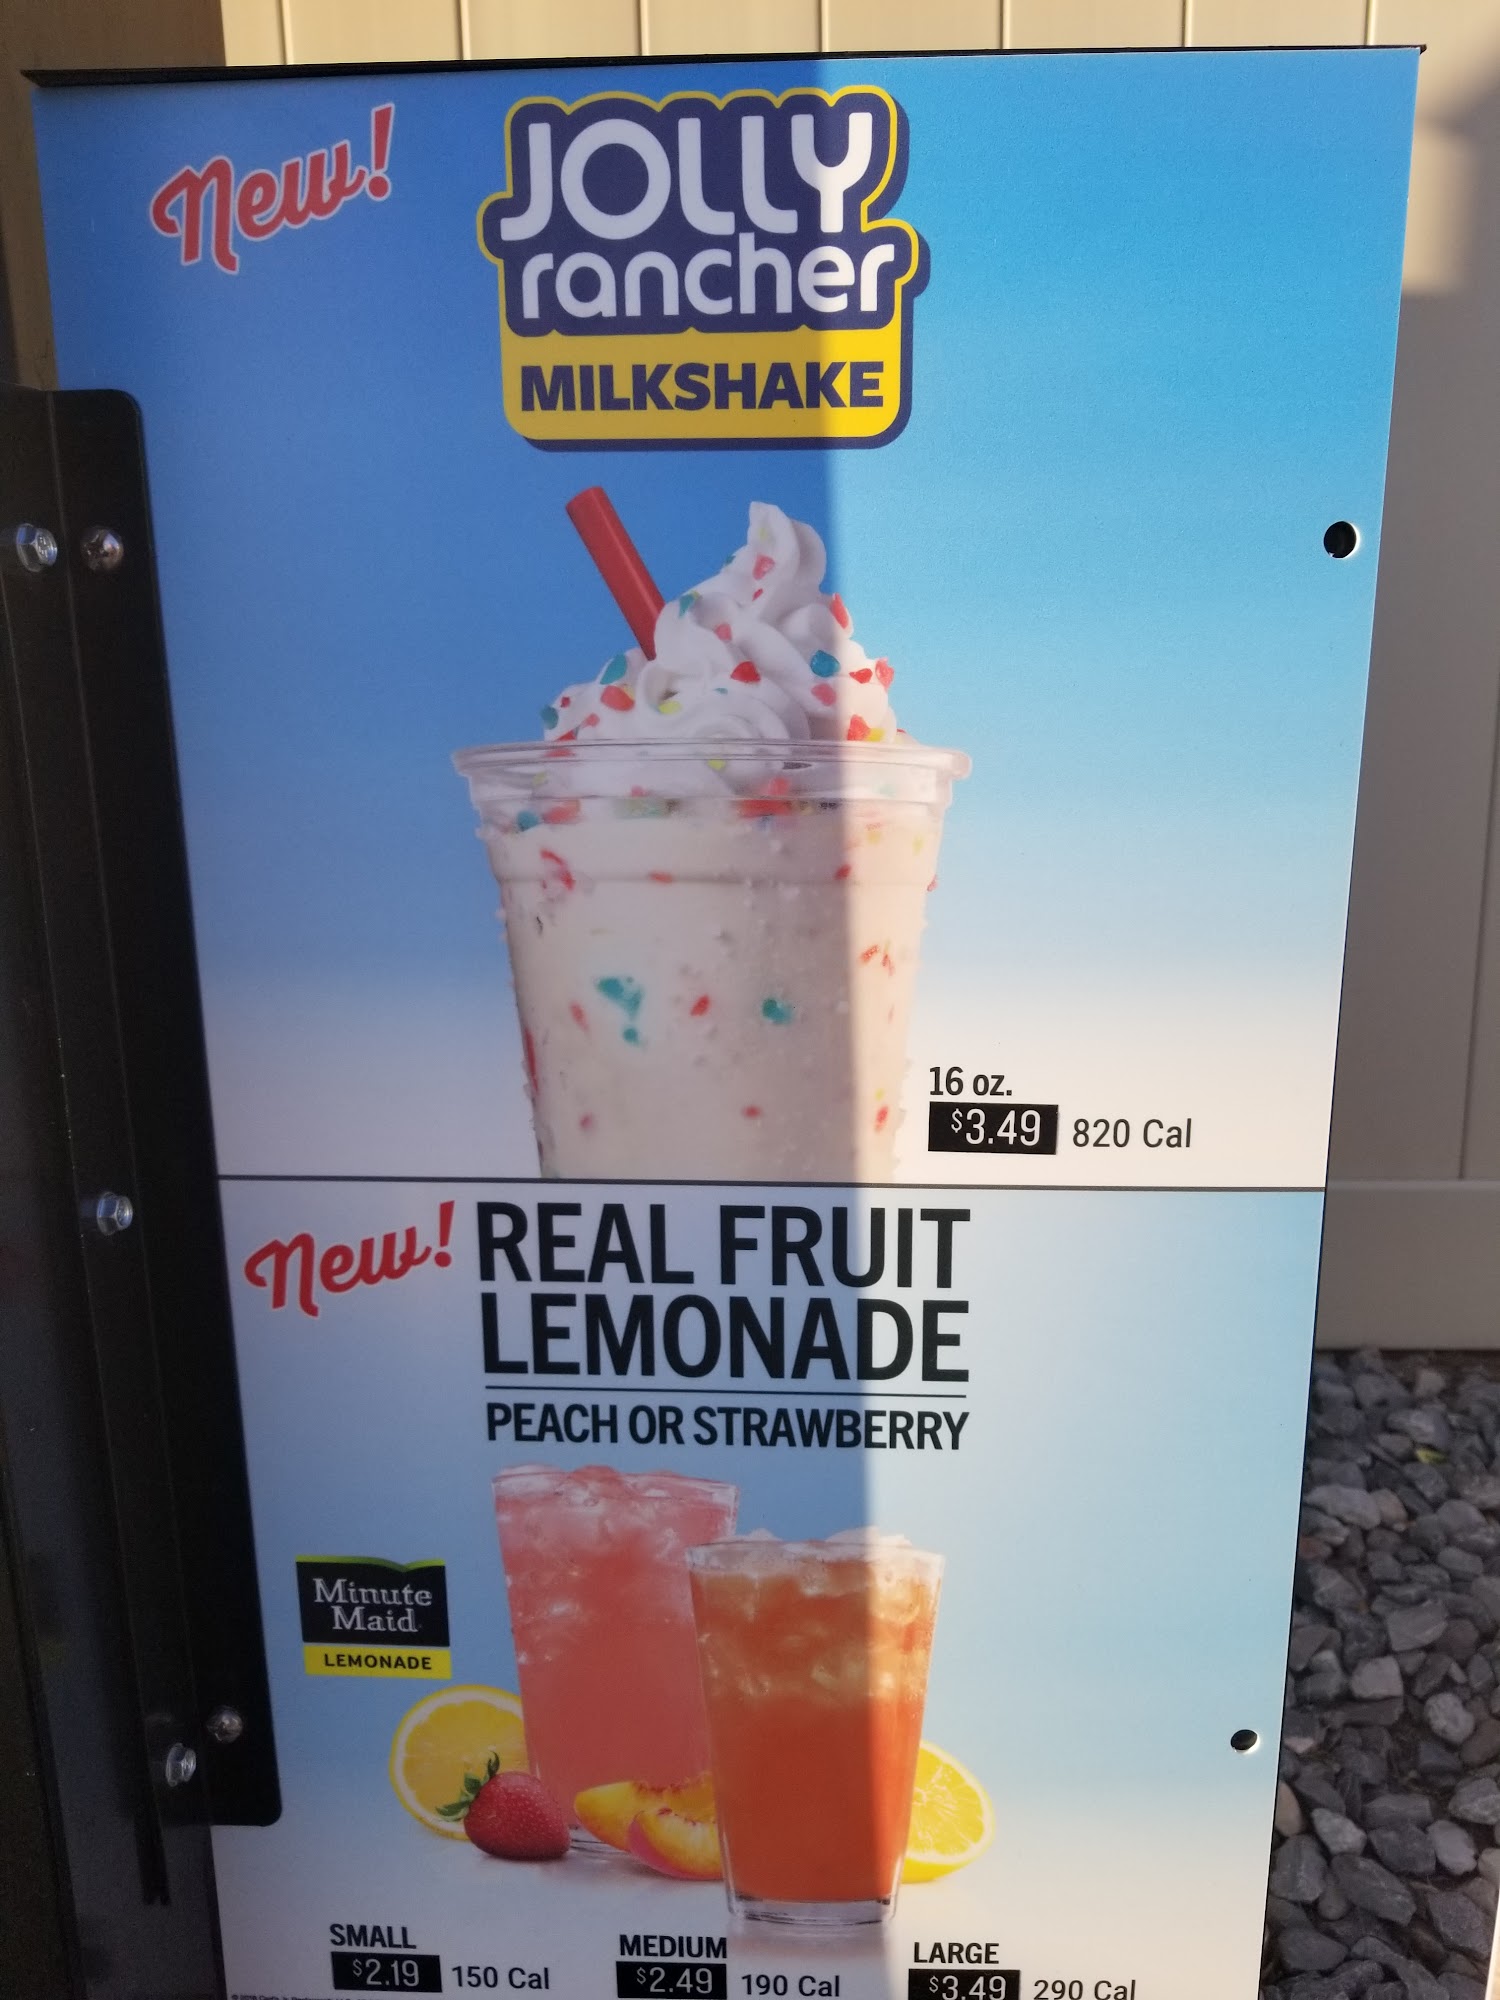 New!
JOLLY
rancher
MILKSHAKE
16 oz.
$3.49 820 Cal
New!
REAL FRUIT
LEMONADE
PEACH OR STRAWBERRY
Minute
Maid
LEMONADE
SMALL
$2.19 150 Cal
MEDIUM
$2.49 190 Cal
LARGE
$3.49 290 Cal